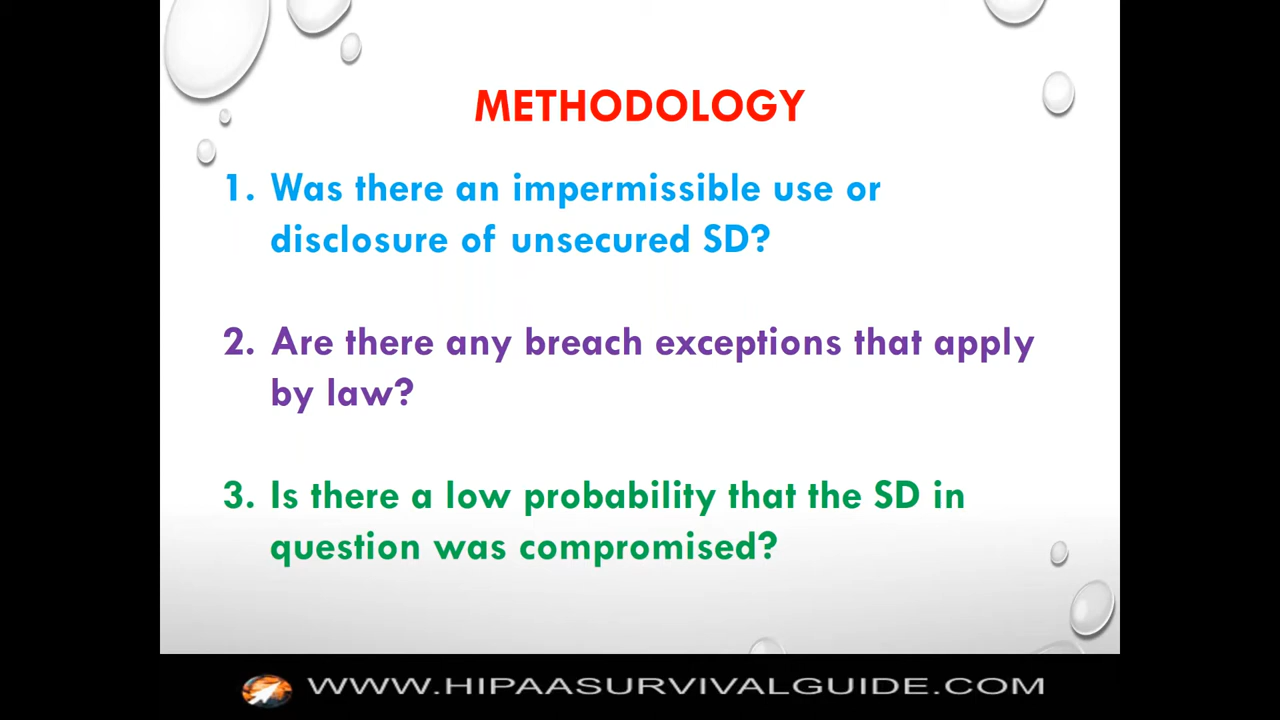 METHODOLOGY
1. Was there an impermissible use or
disclosure of unsecured SD?
2. Are there any breach exceptions that apply
by law?
3. Is there a low probability that the SD in
question was compromised?
WWW.HIPAASURVIVALGUIDE.COM